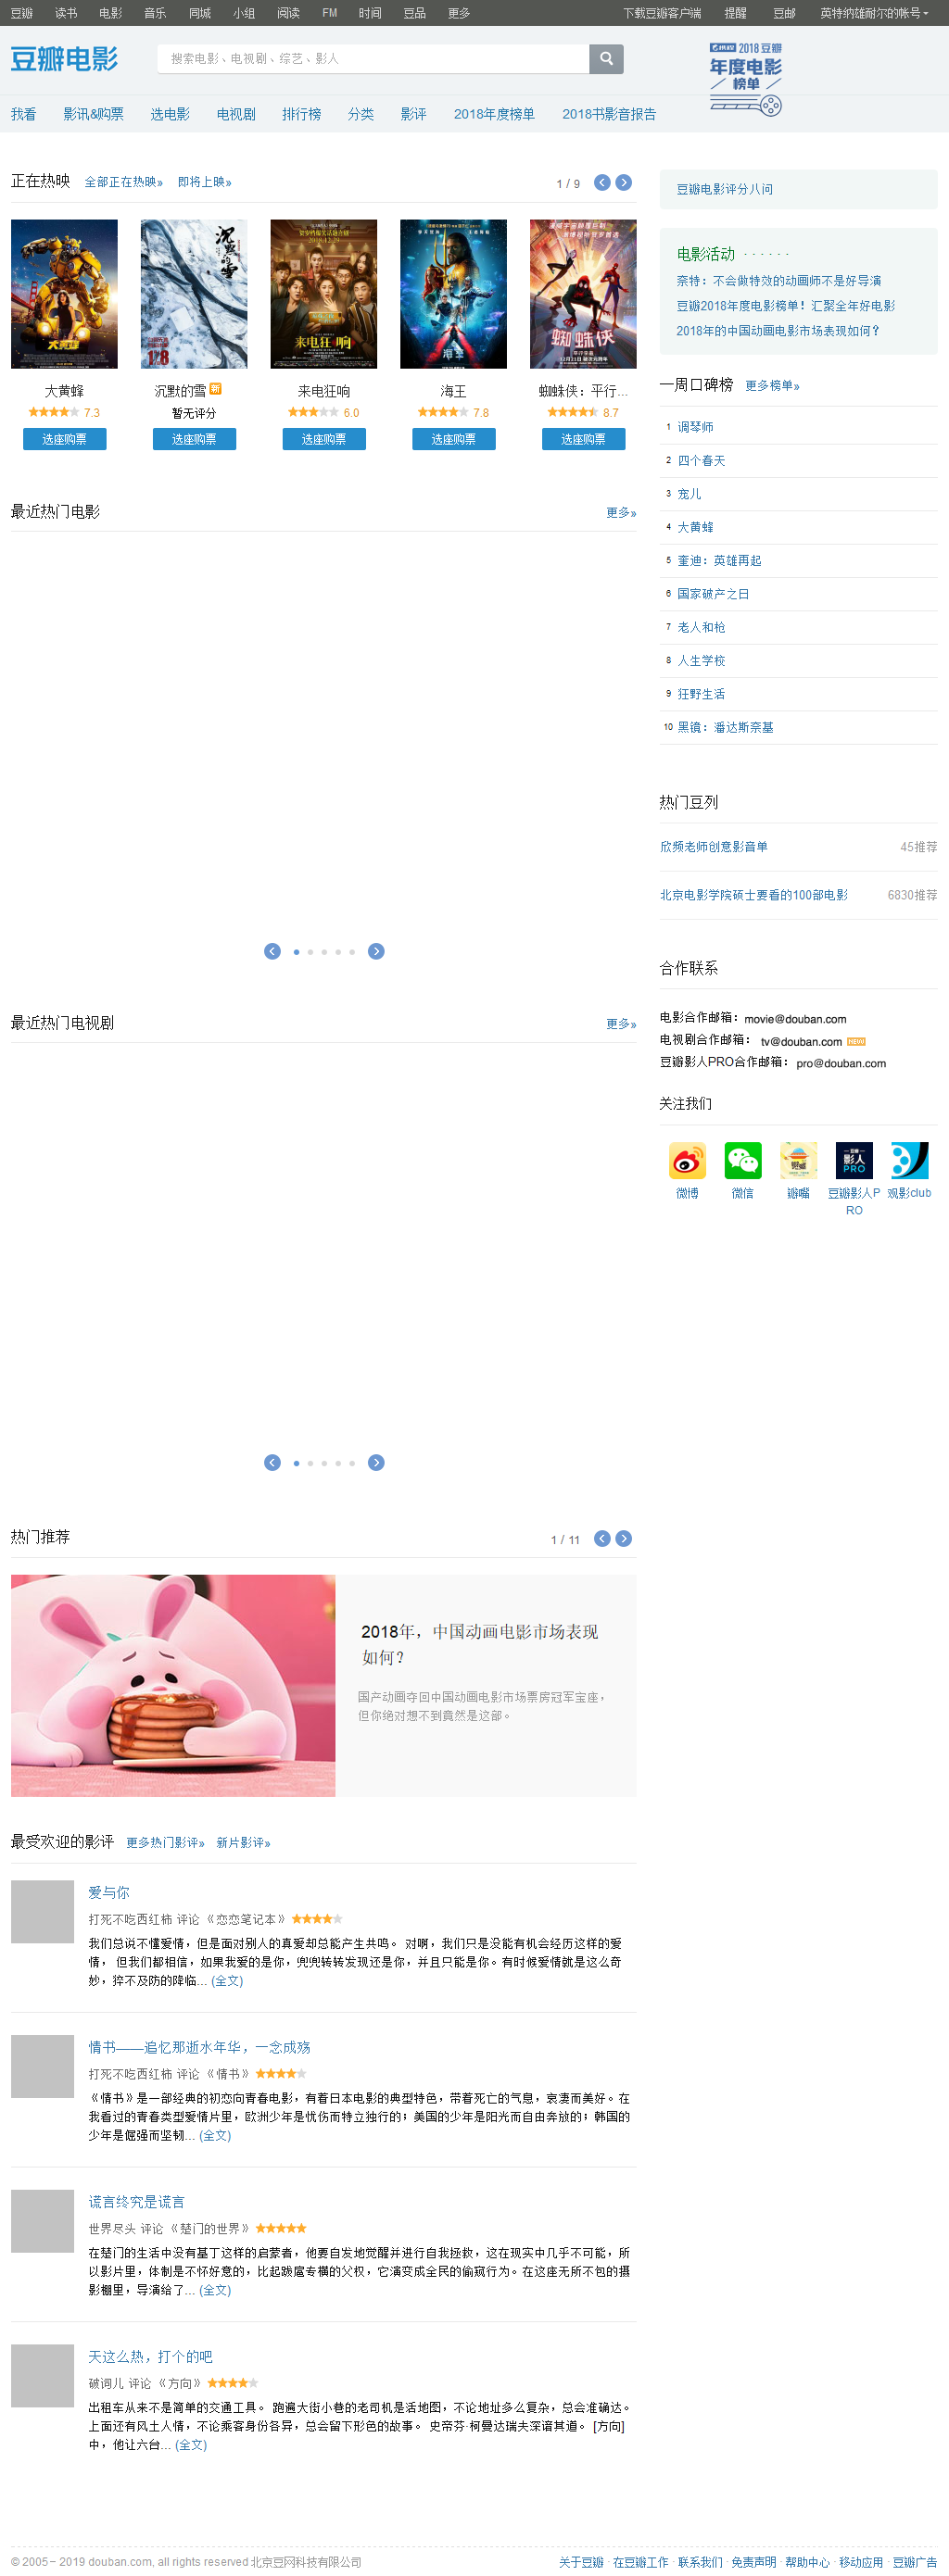 豆瓣 读书 电影 音乐 同城 小组 阅读 FM 时间 豆品 更多 下载豆瓣客户端 提醒 豆邮 英特纳雄耐尔的帐号
豆瓣电影
搜索电影、电视剧、综艺、影人
2018 豆瓣
年度电影
榜单
我看 影讯&购票 选电影 电视剧 排行榜 分类 影评 2018年度榜单 2018书影音报告
正在热映 全部正在热映» 即将上映» 1 / 9
大黄蜂
来电狂响
海王
蜘蛛侠
大黄蜂 沉默的雪 新 来电狂响 海王 蜘蛛侠：平行...
7.3 暂无评分 6.0 7.8 8.7
选座购票 选座购票 选座购票 选座购票 选座购票
最近热门电影 更多»
最近热门电视剧 更多»
热门推荐 1 / 11
2018年，中国动画电影市场表现
如何？
国产动画夺回中国动画电影市场票房冠军宝座，
但你绝对想不到竟然是这部。
最受欢迎的影评 更多热门影评» 新片影评»
爱与你
打死不吃西红柿 评论 《恋恋笔记本》
我们总说不懂爱情，但是面对别人的真爱却总能产生共鸣。 对啊，我们只是没能有机会经历这样的爱
情， 但我们都相信，如果我爱的是你，兜兜转转发现还是你，并且只能是你。有时候爱情就是这么奇
妙，猝不及防的降临... (全文)
情书——追忆那逝水年华，一念成殇
打死不吃西红柿 评论 《情书》
《情书》是一部经典的初恋向青春电影，有着日本电影的典型特色，带着死亡的气息，哀凄而美好。在
我看过的青春类型爱情片里，欧洲少年是忧伤而特立独行的；美国的少年是阳光而自由奔放的；韩国的
少年是倔强而坚韧... (全文)
谎言终究是谎言
世界尽头 评论 《楚门的世界》
在楚门的生活中没有基丁这样的启蒙者，他要自发地觉醒并进行自我拯救，这在现实中几乎不可能，所
以影片里，体制是不怀好意的，比起跋扈专横的父权，它演变成全民的偷窥行为。在这座无所不包的摄
影棚里，导演给了... (全文)
天这么热，打个的吧
破词儿 评论 《方向》
出租车从来不是简单的交通工具。 跑遍大街小巷的老司机是活地图，不论地址多么复杂，总会准确达。
上面还有风土人情，不论乘客身份各异，总会留下形色的故事。 史蒂芬·柯曼达瑞夫深谙其道。 [方向]
中，他让六台... (全文)
豆瓣电影评分八问
电影活动 · · · · · ·
奈特：不会做特效的动画师不是好导演
豆瓣2018年度电影榜单！汇聚全年好电影
2018年的中国动画电影市场表现如何？
一周口碑榜 更多榜单»
1 调琴师
2 四个春天
3 宠儿
4 大黄蜂
5 奎迪：英雄再起
6 国家破产之日
7 老人和枪
8 人生学校
9 狂野生活
10 黑镜：潘达斯奈基
热门豆列
欣频老师创意影音单 45推荐
北京电影学院硕士要看的100部电影 6830推荐
合作联系
电影合作邮箱：movie@douban.com
电视剧合作邮箱： tv@douban.com NEW
豆瓣影人PRO合作邮箱： pro@douban.com
关注我们
豆瓣
影人
PRO
微博 微信 瓣嘴 豆瓣影人P 观影club
RO
© 2005－2019 douban.com, all rights reserved 北京豆网科技有限公司 关于豆瓣 · 在豆瓣工作 · 联系我们 · 免责声明 · 帮助中心 · 移动应用 · 豆瓣广告